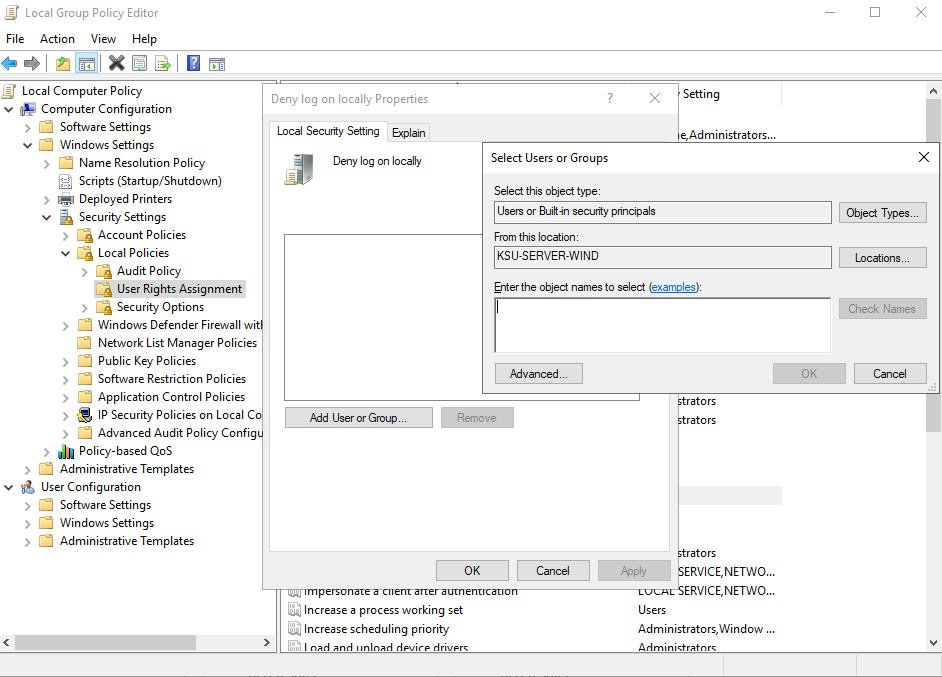 Local Group Policy Editor
File Action View Help
Local Computer Policy
Computer Configuration
Software Settings
Windows Settings
Name Resolution Policy
Scripts (Startup/Shutdown)
Deployed Printers
Security Settings
Account Policies
Local Policies
Audit Policy
User Rights Assignment
Security Options
Windows Defender Firewall wit
Network List Manager Policies
Public Key Policies
Software Restriction Policies
Application Control Policies
IP Security Policies on Local Co
Advanced Audit Policy Configu
Policy-based QoS
Administrative Templates
User Configuration
Software Settings
Windows Settings
Administrative Templates
Deny log on locally Properties ?
Local Security Setting Explain
Deny log on locally
Add User or Group... Remove
OK Cancel Apply
Select Users or Groups
Select this object type:
Users or Built-in security principals Object Types...
From this location:
KSU-SERVER-WIND Locations...
Enter the object names to select (examples):
Check Names
Advanced... OK Cancel
Setting
,Administrators...
strators
strators
strators
SERVICE,NETWO...
Impersonate a client after authentication LOCAL SERVICE,NETWO...
Increase a process working set Users
Increase scheduling priority Administrators,Window ...
Load and unload device drivers Administrators